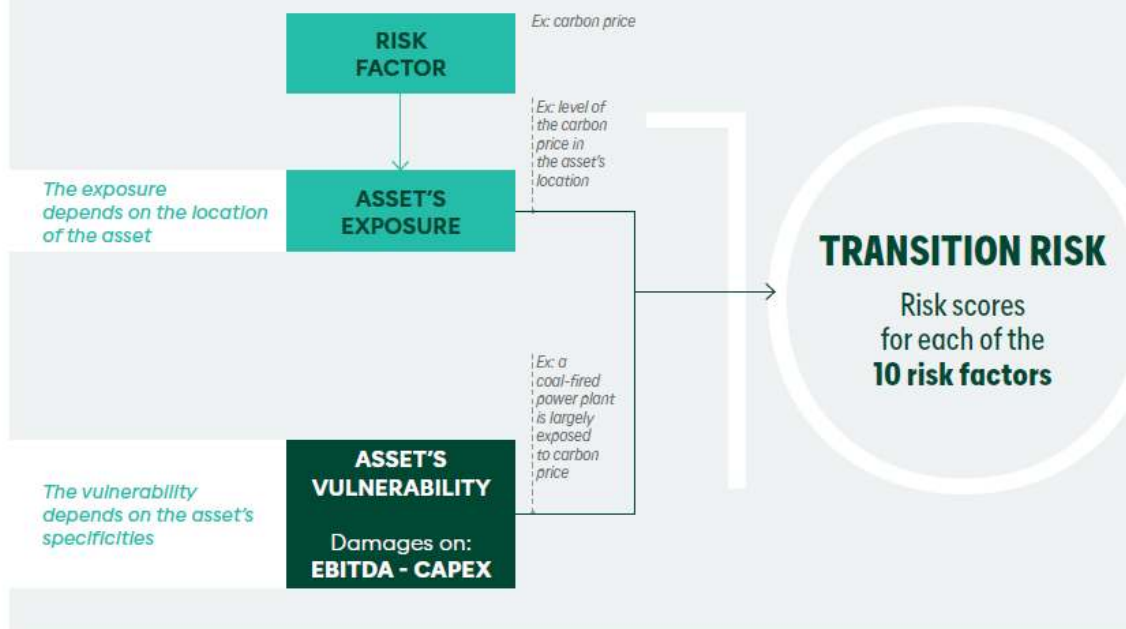 Ex: carbon price
RISK
FACTOR
Ex: level of
the carbon
price in
the asset's
location
The exposure
depends on the location
of the asset
ASSET'S
EXPOSURE
10
TRANSITION RISK
Risk scores
for each of the
10 risk factors
Ex: a
coal-fired
power plant
is largely
exposed
to carbon
price
The vulnerability
depends on the asset's
specificities
ASSET'S
VULNERABILITY
Damages on:
EBITDA - CAPEX